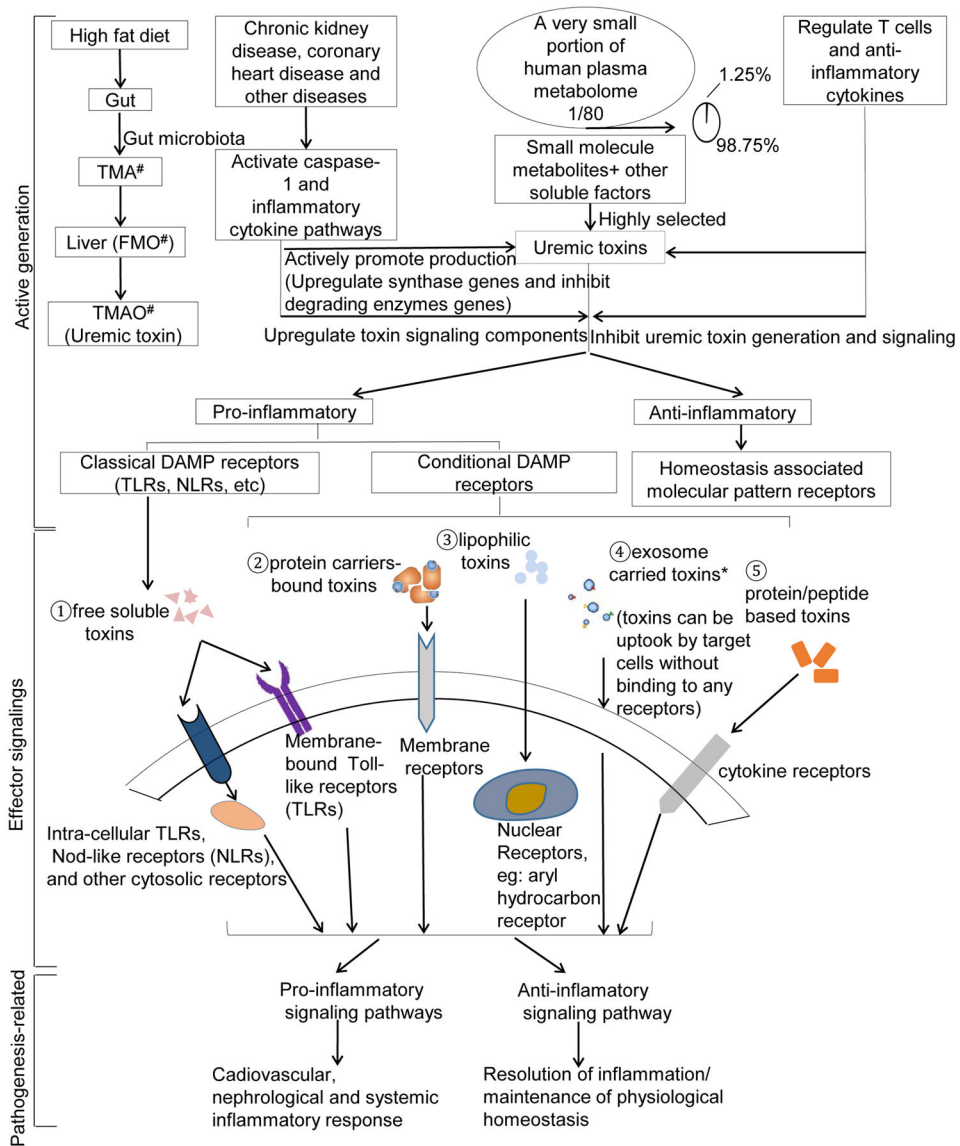 Active generation
High fat diet
Gut
Gut microbiota
TMA#
Liver (FMO#)
TMAO#
(Uremic toxin)
Chronic kidney
disease, coronary
heart disease and
other diseases
Activate caspase-
1 and
inflammatory
cytokine pathways
A very small
portion of
human plasma
metabolome
1/80
1.25%
98.75%
Small molecule
metabolites+ other
soluble factors
Highly selected
Uremic toxins
Regulate T cells
and anti-
inflammatory
cytokines
Actively promote production
(Upregulate synthase genes and inhibit
degrading enzymes genes)
Upregulate toxin signaling components
Inhibit uremic toxin generation and signaling
Pro-inflammatory
Anti-inflammatory
Classical DAMP receptors
(TLRs, NLRs, etc)
Conditional DAMP
receptors
Homeostasis associated
molecular pattern receptors
Effector signalings
①free soluble
toxins
②protein carriers-
bound toxins
③lipophilic
toxins
④exosome
carried toxins*
(toxins can be
uptook by target
cells without
binding to any
receptors)
⑤
protein/peptide
based toxins
Membrane-
bound Toll-
like receptors
(TLRs)
Membrane
receptors
cytokine receptors
Intra-cellular TLRs,
Nod-like receptors (NLRs),
and other cytosolic receptors
Nuclear
Receptors,
eg: aryl
hydrocarbon
receptor
Pathogenesis-related
Pro-inflammatory
signaling pathways
Anti-inflamatory
signaling pathway
Cadiovascular,
nephrological and systemic
inflammatory response
Resolution of inflammation/
maintenance of physiological
homeostasis